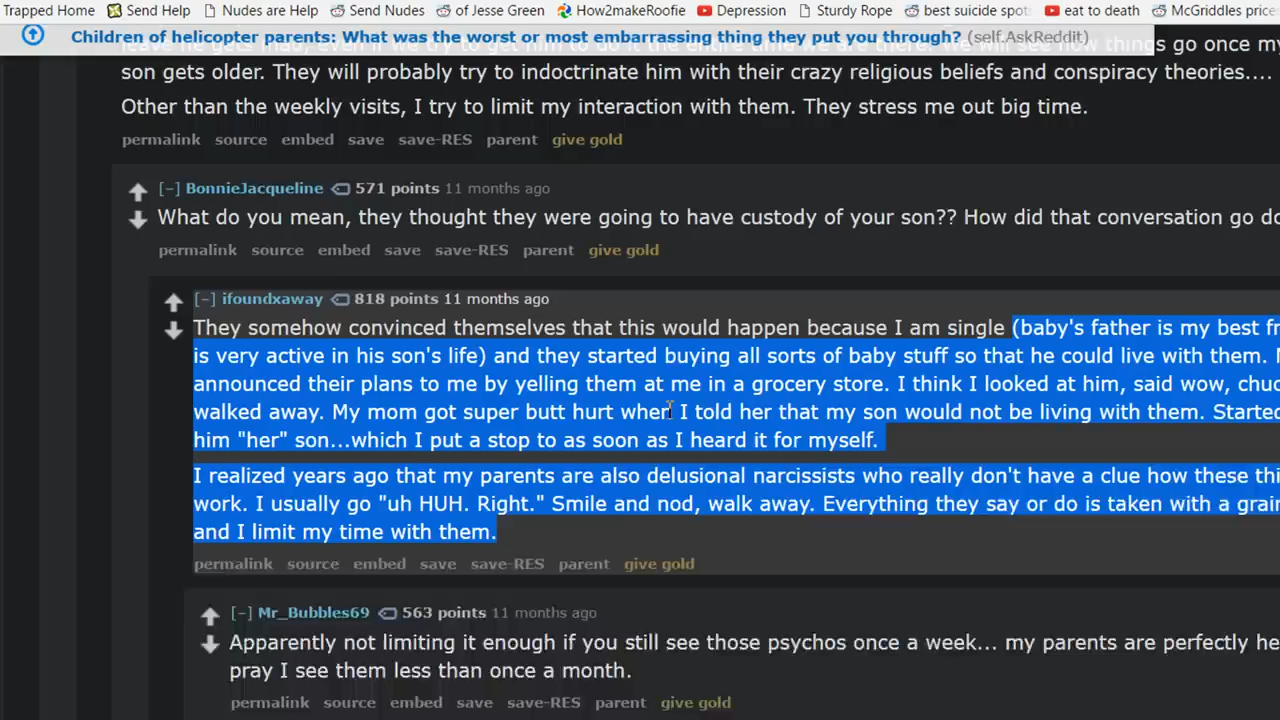 Trapped Home Send Help Nudes are Help Send Nudes of Jesse Green How2makeRoofie Depression Sturdy Rope best suicide spot eat to death McGriddles price
Children of helicopter parents: What was the worst or most embarrassing thing they put you through? (self.AskReddit)
son gets older. They will probably try to indoctrinate him with their crazy religious beliefs and conspiracy theories....
Other than the weekly visits, I try to limit my interaction with them. They stress me out big time.
permalink source embed save save-RES parent give gold
[-] BonnieJacqueline 571 points 11 months ago
What do you mean, they thought they were going to have custody of your son?? How did that conversation go do
permalink source embed save save-RES parent give gold
[-] ifoundxaway 818 points 11 months ago
They somehow convinced themselves that this would happen because I am single (baby's father is my best fr
is very active in his son's life) and they started buying all sorts of baby stuff so that he could live with them.
announced their plans to me by yelling them at me in a grocery store. I think I looked at him, said wow, chuc
walked away. My mom got super butt hurt when I told her that my son would not be living with them. Started
him "her" son...which I put a stop to as soon as I heard it for myself.
I realized years ago that my parents are also delusional narcissists who really don't have a clue how these thi
work. I usually go "uh HUH. Right." Smile and nod, walk away. Everything they say or do is taken with a grai
and I limit my time with them.
permalink source embed save save-RES parent give gold
[-] Mr_Bubbles69 563 points 11 months ago
Apparently not limiting it enough if you still see those psychos once a week... my parents are perfectly he
pray I see them less than once a month.
permalink source embed save save-RES parent give gold